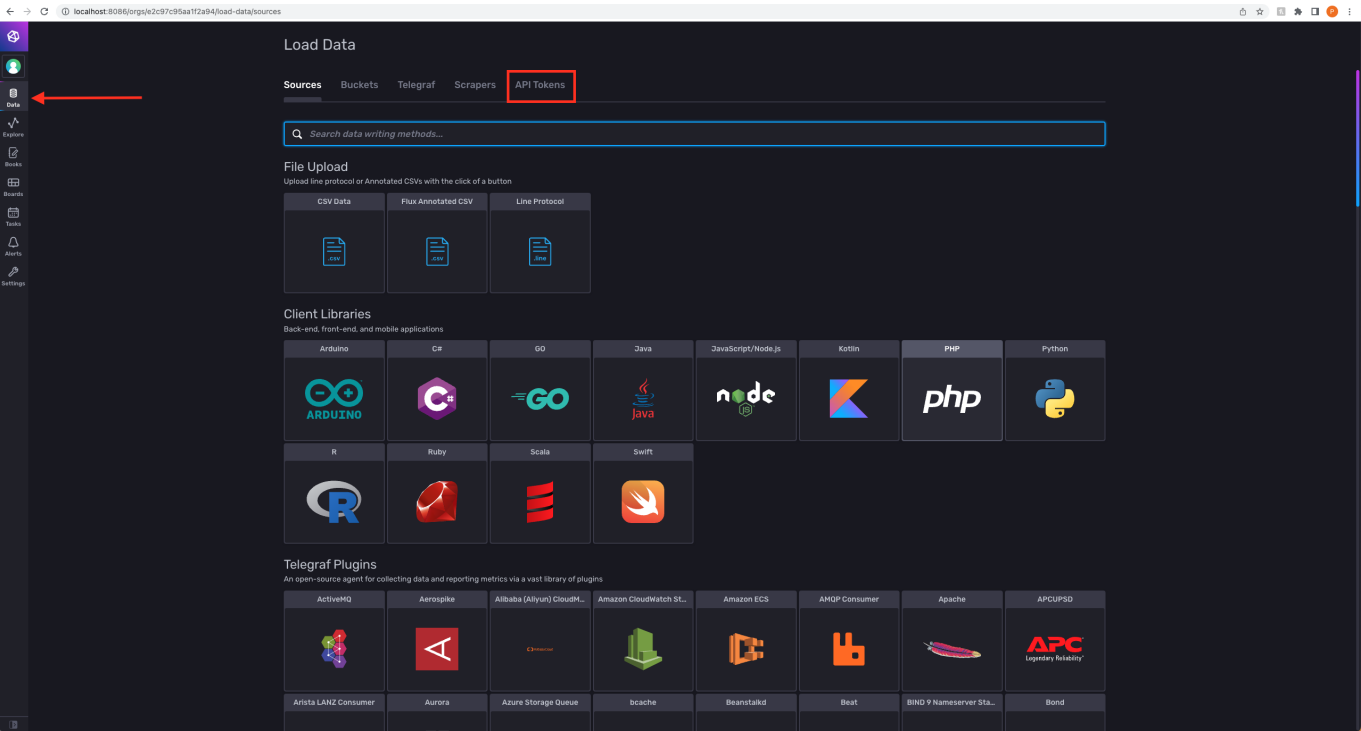 localhost:8086/orgs/e2c97c95aa1f2a94/load-data/sources
P
Data
Explore
Books
Boards
Tasks
Alerts
Settings
Load Data
Sources Buckets Telegraf Scrapers API Tokens
Search data writing methods...
File Upload
Upload line protocol or Annotated CSVs with the click of a button
CSV Data Flux Annotated CSV Line Protocol
.csv .csv .line
Client Libraries
Back-end, front-end, and mobile applications
Arduino C# GO Java JavaScript/Node.js Kotlin PHP Python
ARDUINO C# GO Java node JS php
R Ruby Scala Swift
R
Telegraf Plugins
An open-source agent for collecting data and reporting metrics via a vast library of plugins
ActiveMQ Aerospike Alibaba (Aliyun) CloudM... Amazon CloudWatch St... Amazon ECS AMQP Consumer Apache APCUPSD
APC
Legendary Reliability™
Arista LANZ Consumer Aurora Azure Storage Queue bcache Beanstalkd Beat BIND 9 Nameserver Sta... Bond